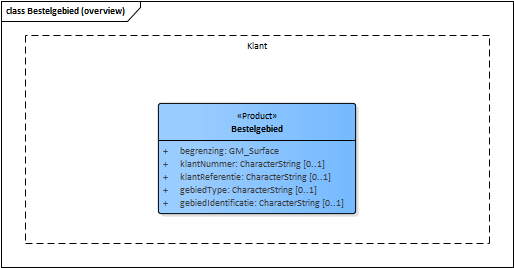 class Bestelgebied (overview)
Klant
«Product»
Bestelgebied
+ begrenzing: GM_Surface
+ klantNummer: CharacterString [0..1]
+ klantReferentie: CharacterString [0..1]
+ gebiedType: CharacterString [0..1]
+ gebiedIdentificatie: CharacterString [0..1]